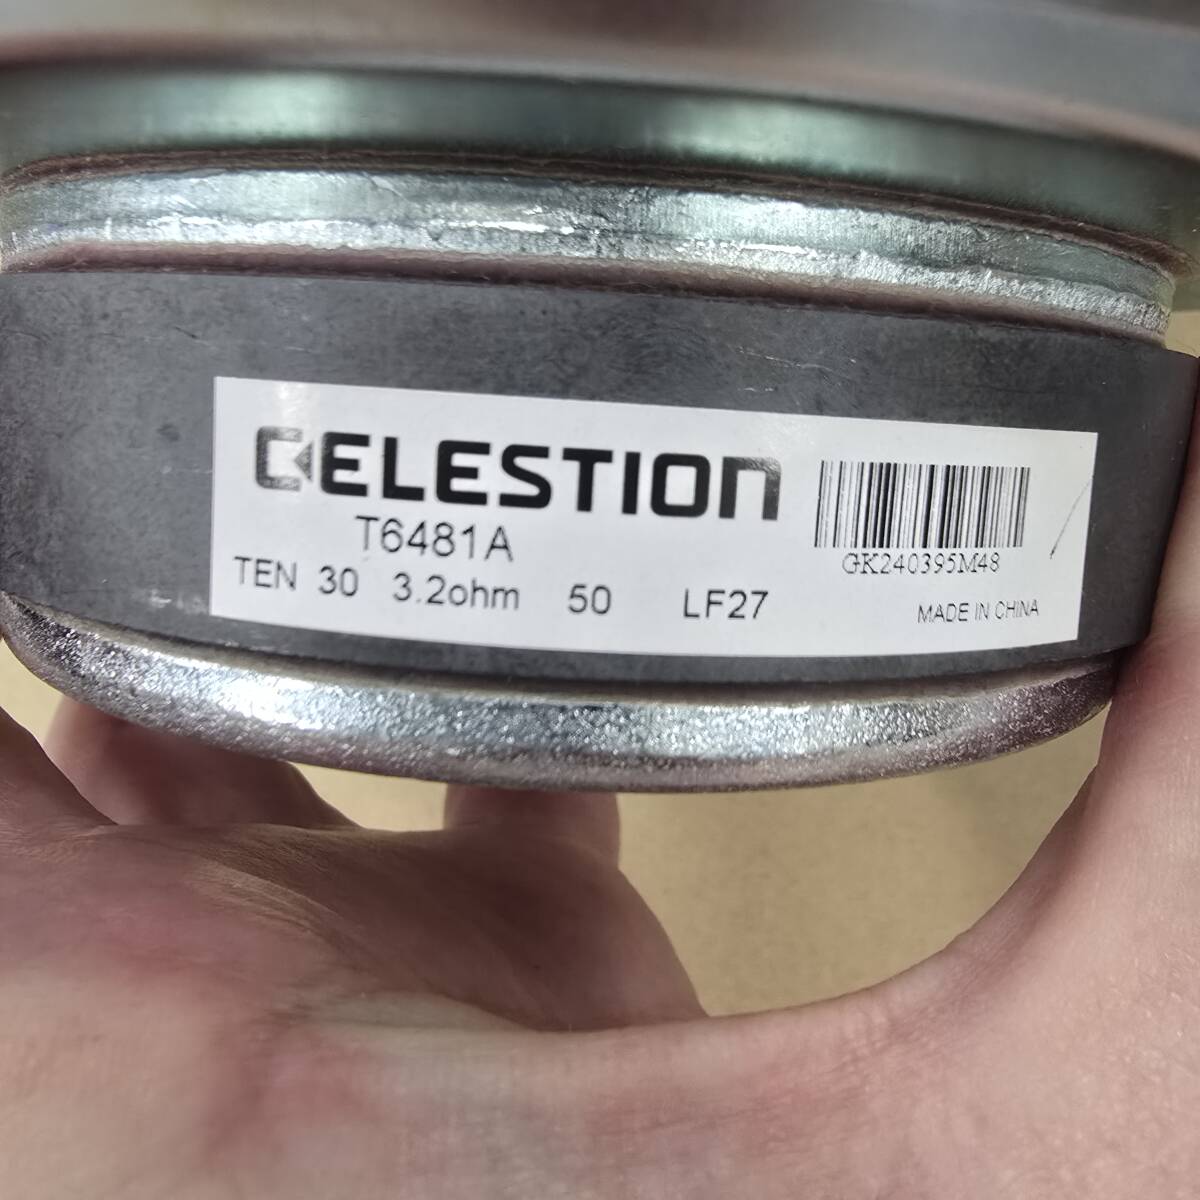 CELESTION
T6481A
TEN 30 3.2ohm 50 LF27
GK240395M48
MADE IN CHINA